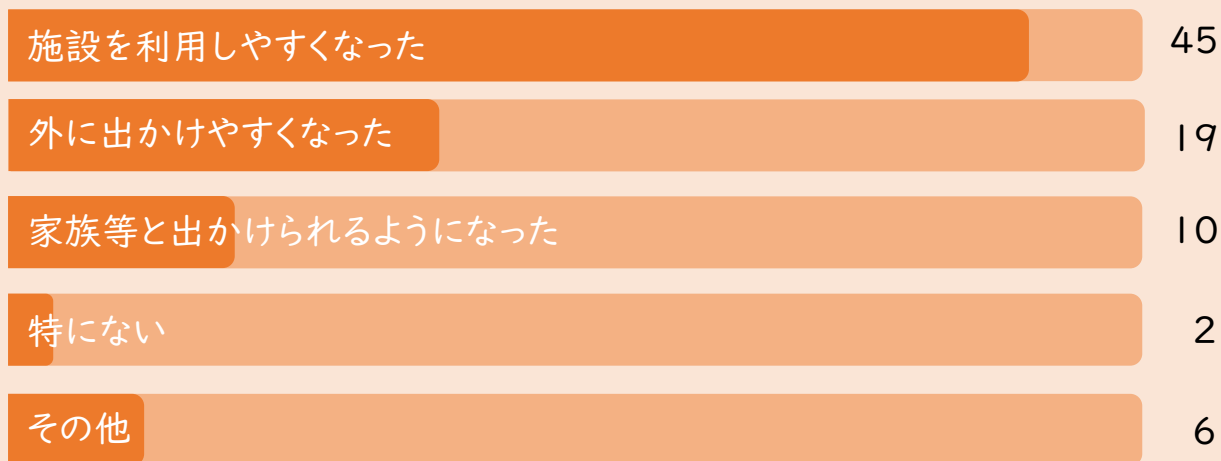 施設を利用しやすくなった 45
外に出かけやすくなった 19
家族等と出かけられるようになった 10
特にない 2
その他 6